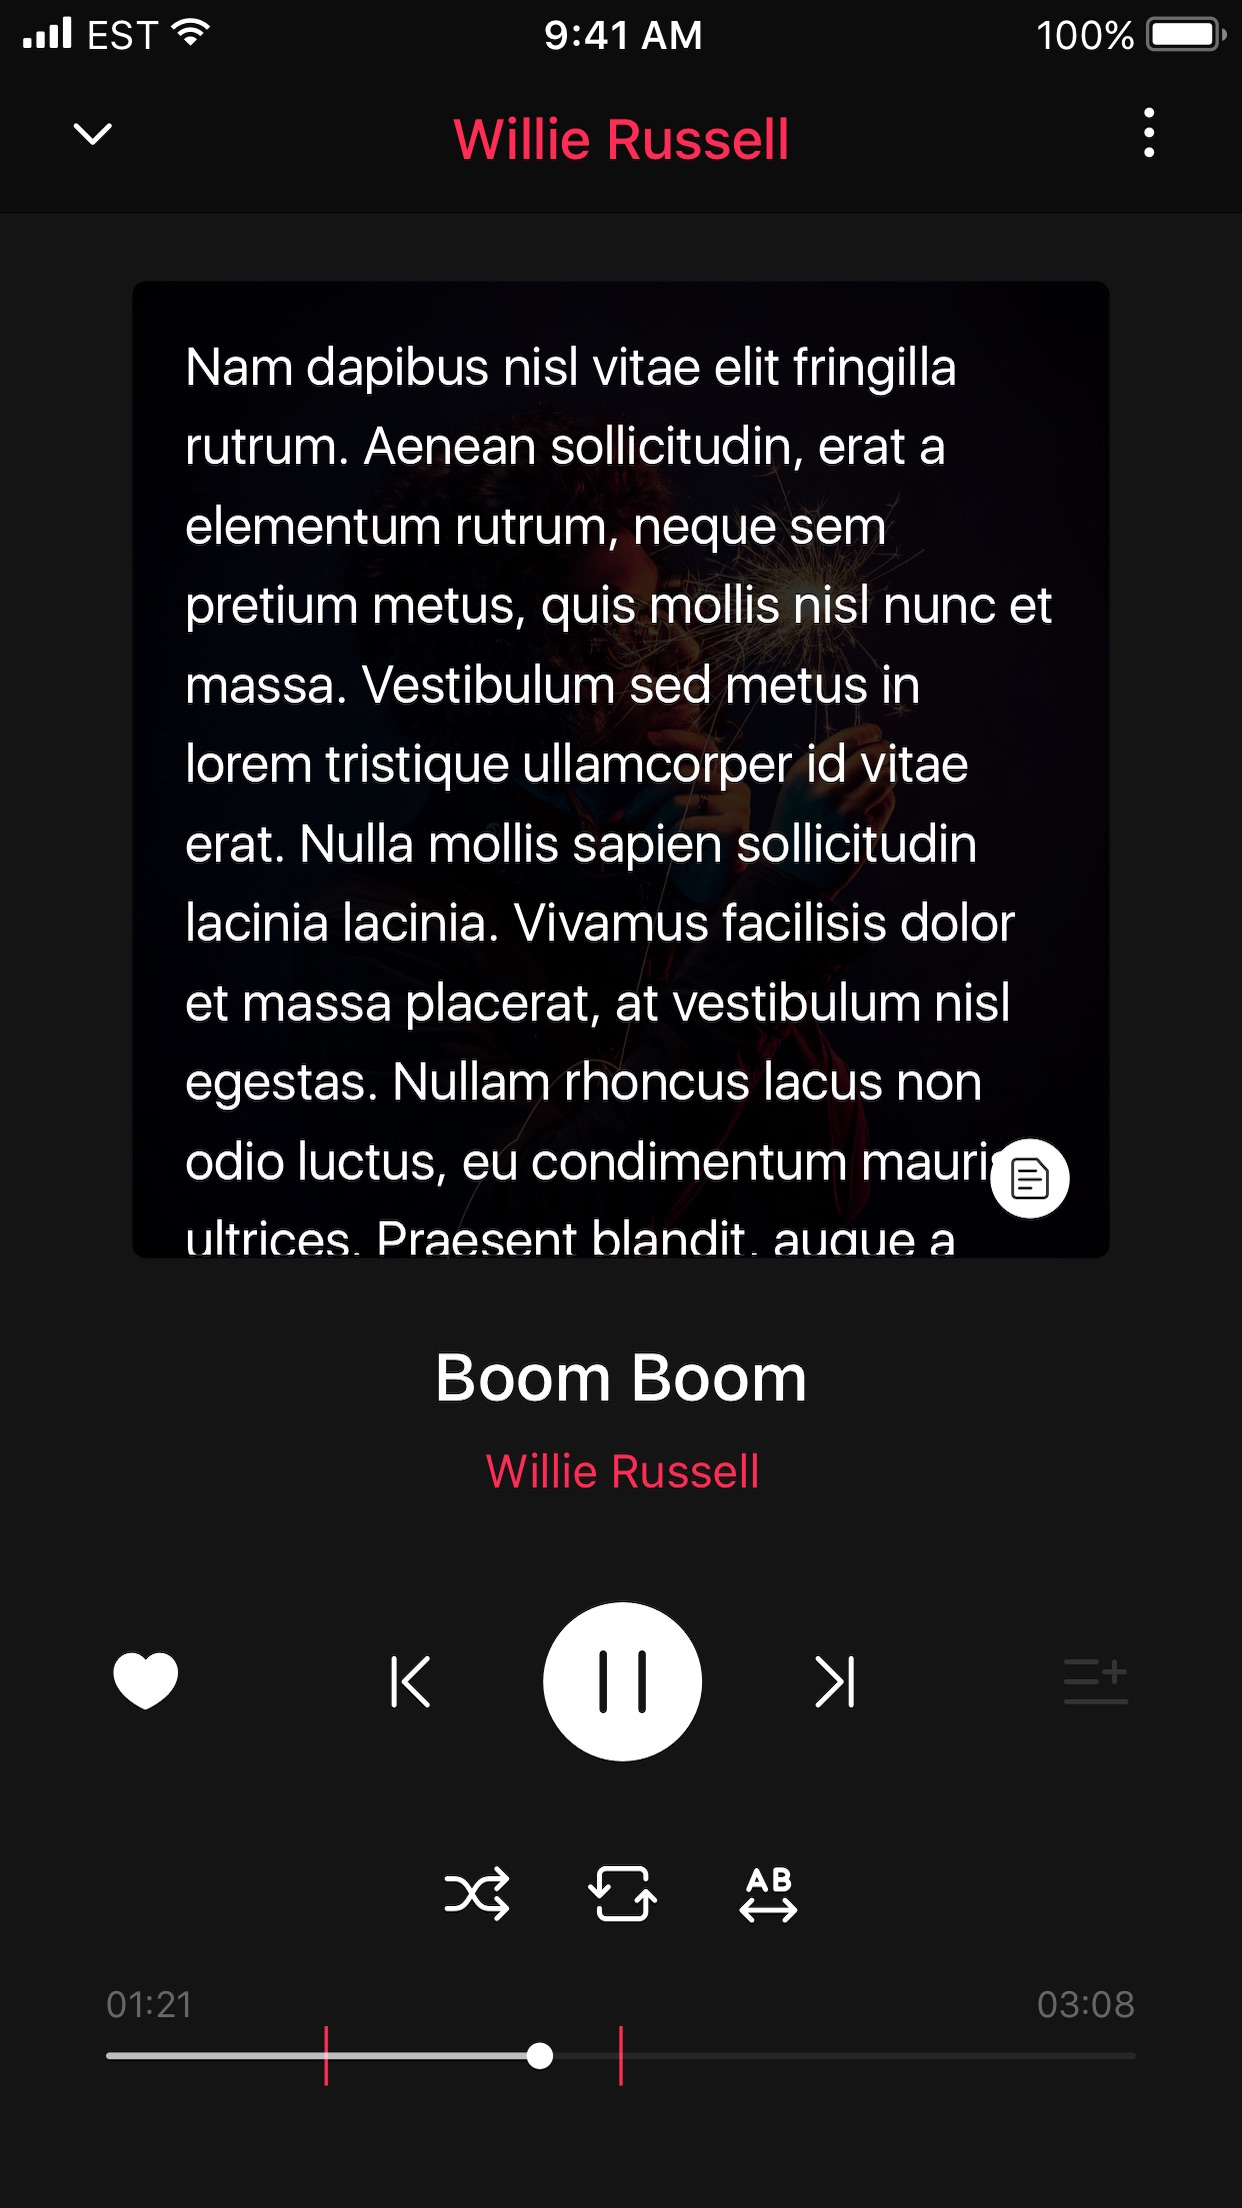 EST
9:41 AM
100%
Willie Russell
Nam dapibus nisl vitae elit fringilla
rutrum. Aenean sollicitudin, erat a
elementum rutrum, neque sem
pretium metus, quis mollis nisl nunc et
massa. Vestibulum sed metus in
lorem tristique ullamcorper id vitae
erat. Nulla mollis sapien sollicitudin
lacinia lacinia. Vivamus facilisis dolor
et massa placerat, at vestibulum nisl
egestas. Nullam rhoncus lacus non
odio luctus, eu condimentum mauris
ultrices. Praesent blandit, augue a
Boom Boom
Willie Russell
AB
01:21
03:08